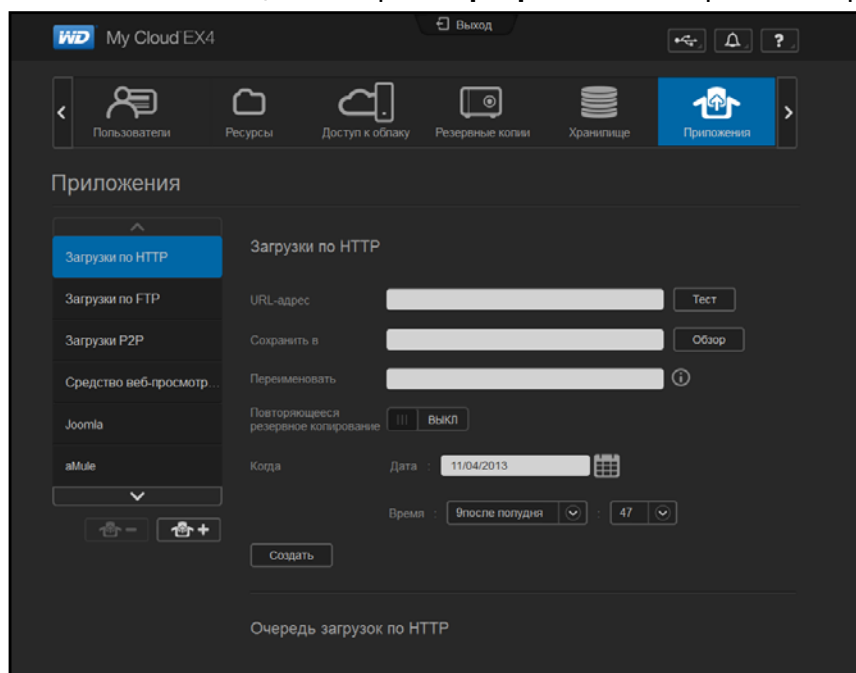 WD My Cloud EX4
Выход
?
Пользователи
Ресурсы
Доступ к облаку
Резервные копии
Хранилище
Приложения
Приложения
Загрузки по HTTP
Загрузки по FTP
Загрузки P2P
Средство веб-просмотр...
Joomla
aMule
Загрузки по HTTP
URL-адрес
Тест
Сохранить в
Обзор
Переименовать
Повторяющееся
резервное копирование
ВЫКЛ
Когда
Дата : 11/04/2013
Время : 9после полудня : 47
Создать
Очередь загрузок по HTTP